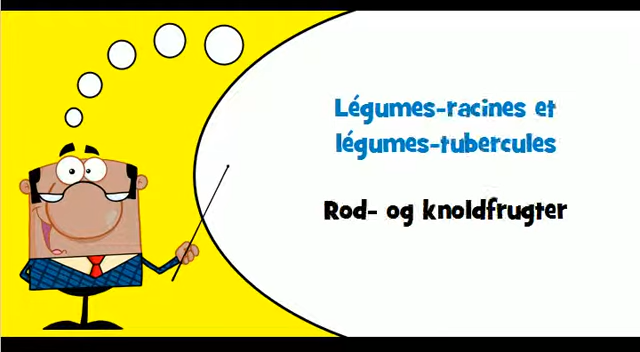 Légumes-racines et
légumes-tubercules
Rod- og knoldfrugter